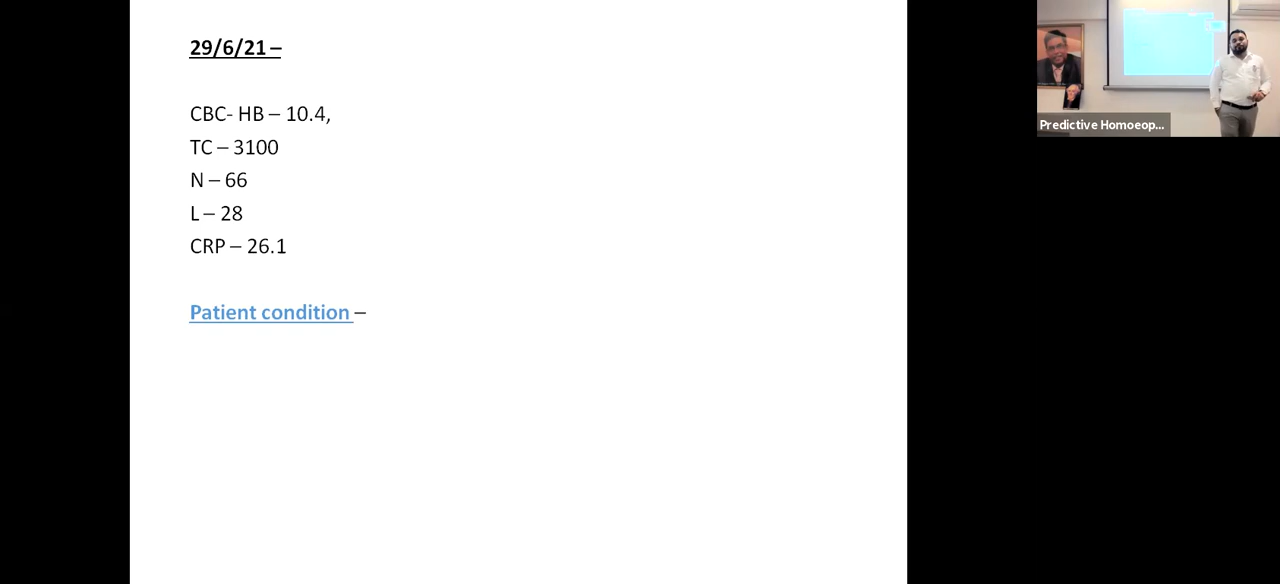 29/6/21 –
CBC- HB – 10.4,
TC – 3100
N – 66
L – 28
CRP – 26.1
Patient condition –
Predictive Homoeop...